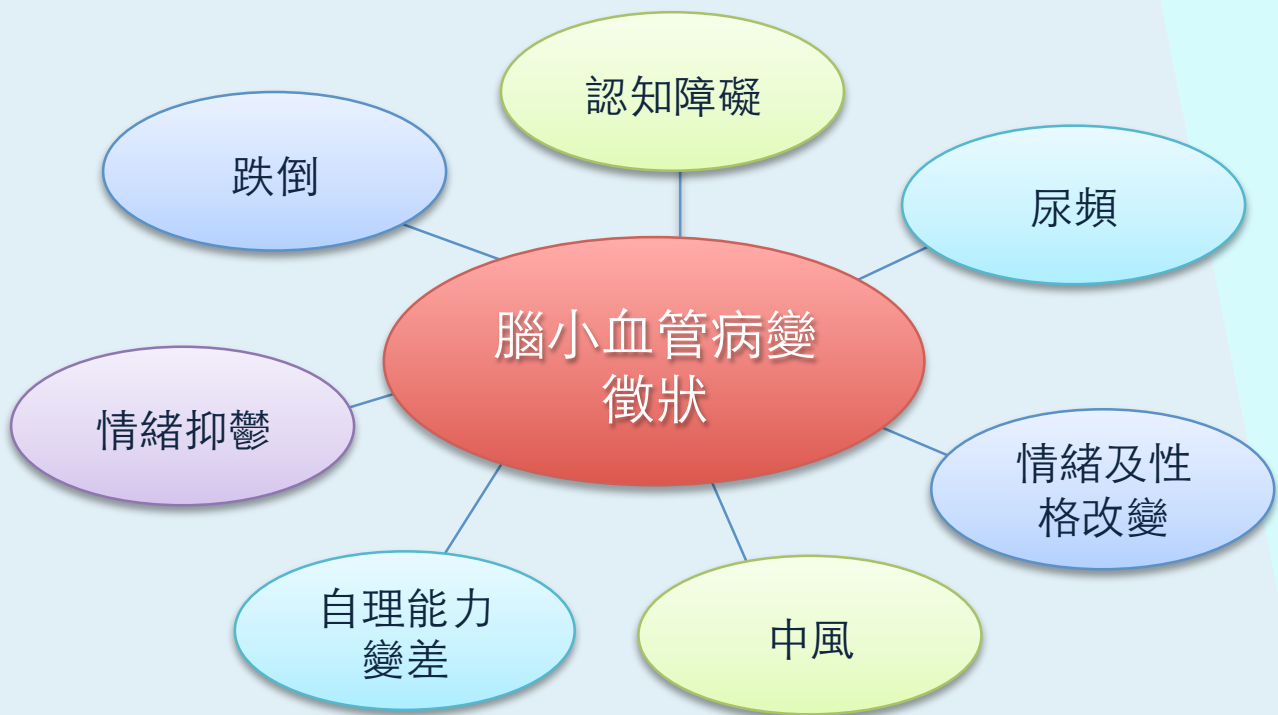 認知障礙
跌倒
尿頻
腦小血管病變
徵狀
情緒抑鬱
情緒及性
格改變
自理能力
變差
中風